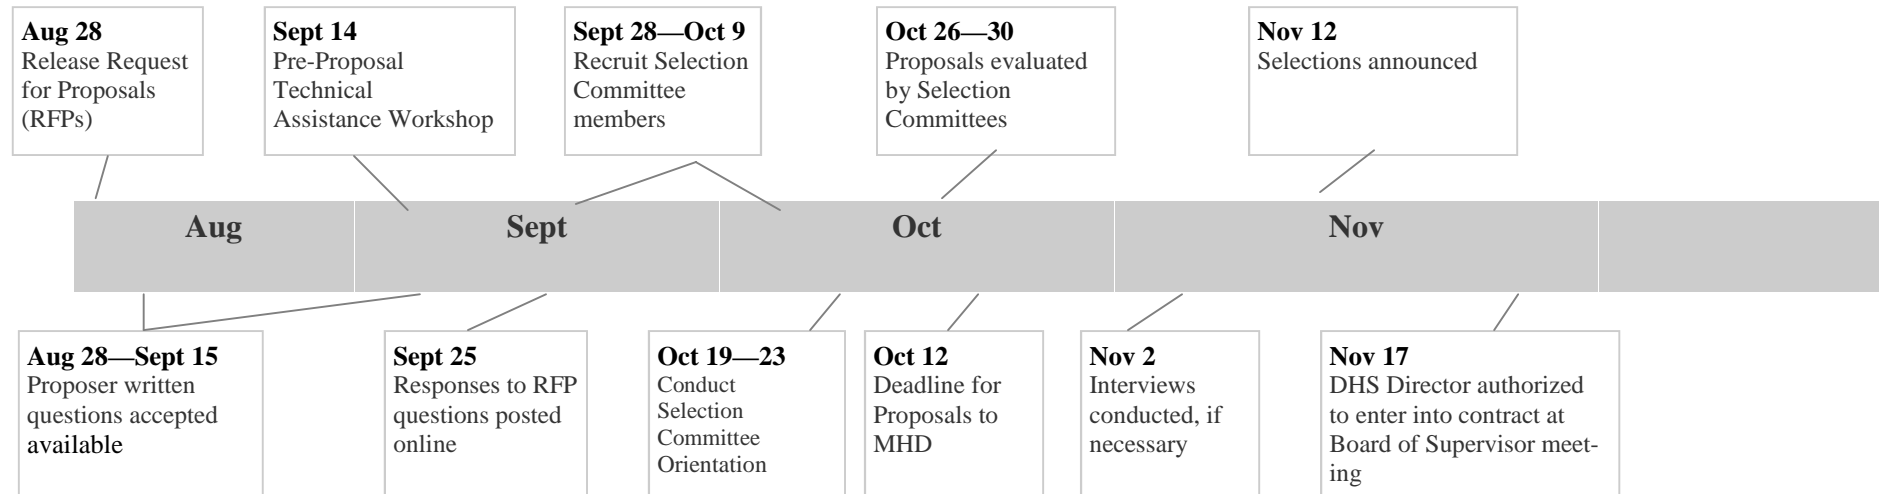 Aug 28
Release Request
for Proposals
(RFPs)
Sept 14
Pre-Proposal
Technical
Assistance Workshop
Sept 28—Oct 9
Recruit Selection
Committee
members
Oct 26—30
Proposals evaluated
by Selection
Committees
Nov 12
Selections announced
Aug
Sept
Oct
Nov
Aug 28—Sept 15
Proposer written
questions accepted
available
Sept 25
Responses to RFP
questions posted
online
Oct 19—23
Conduct
Selection
Committee
Orientation
Oct 12
Deadline for
Proposals to
MHD
Nov 2
Interviews
conducted, if
necessary
Nov 17
DHS Director authorized
to enter into contract at
Board of Supervisor meet-
ing